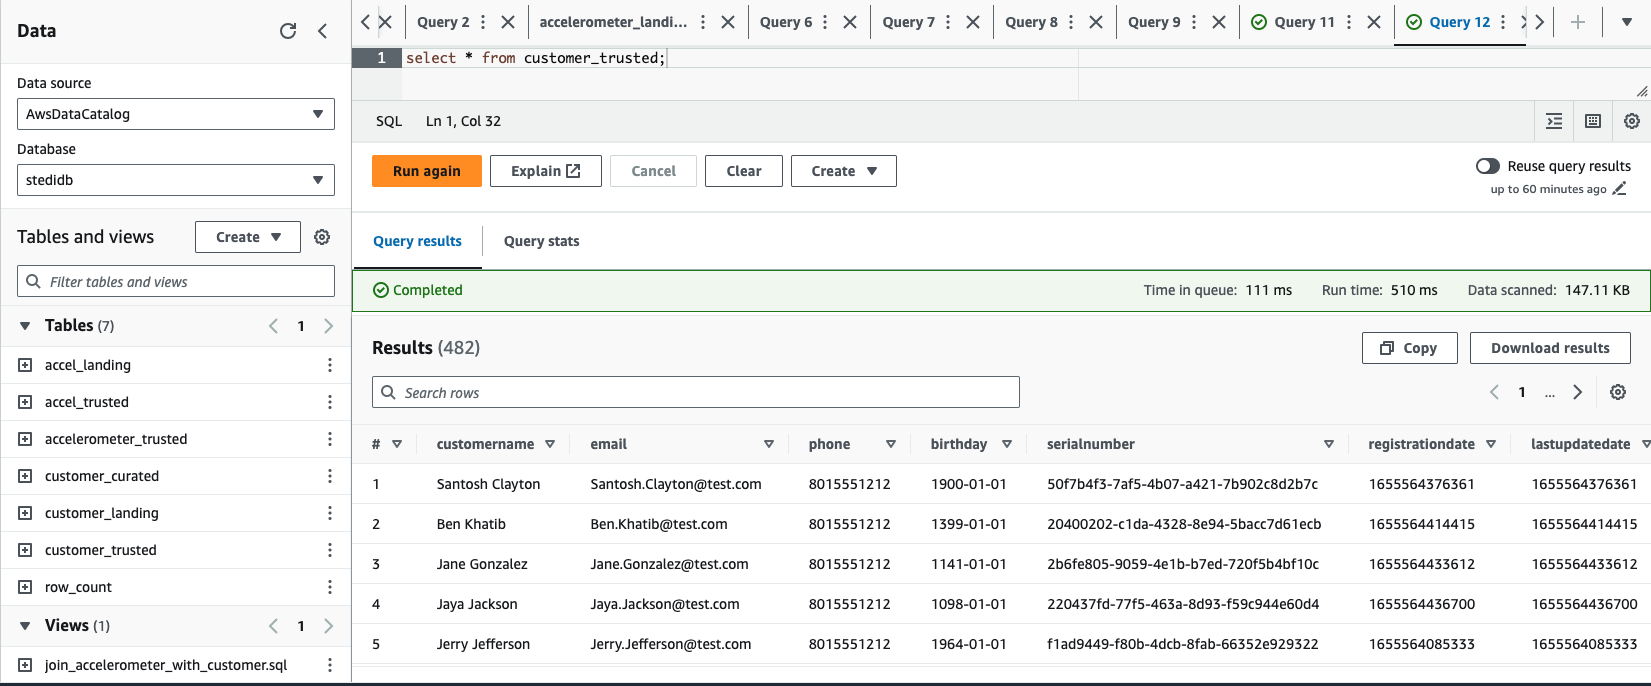 Data
Data source
AwsDataCatalog
Database
stedidb
Tables and views
Create
Filter tables and views
Tables (7)
1
accel_landing
accel_trusted
accelerometer_trusted
customer_curated
customer_landing
customer_trusted
row_count
Views (1)
1
join_accelerometer_with_customer.sql
Query 2
accelerometer_landi...
Query 6
Query 7
Query 8
Query 9
Query 11
Query 12
1 select * from customer_trusted;
SQL Ln 1, Col 32
Run again Explain Cancel Clear Create
Reuse query results
up to 60 minutes ago
Query results Query stats
Completed Time in queue: 111 ms Run time: 510 ms Data scanned: 147.11 KB
Results (482) Copy Download results
Search rows 1 ...
# customername email phone birthday serialnumber registrationdate lastupdatedate
1 Santosh Clayton Santosh.Clayton@test.com 8015551212 1900-01-01 50f7b4f3-7af5-4b07-a421-7b902c8d2b7c 1655564376361 1655564376361
2 Ben Khatib Ben.Khatib@test.com 8015551212 1399-01-01 20400202-c1da-4328-8e94-5bacc7d61ecb 1655564414415 1655564414415
3 Jane Gonzalez Jane.Gonzalez@test.com 8015551212 1141-01-01 2b6fe805-9059-4e1b-b7ed-720f5b4bf10c 1655564433612 1655564433612
4 Jaya Jackson Jaya.Jackson@test.com 8015551212 1098-01-01 220437fd-77f5-463a-8d93-f59c944e60d4 1655564436700 1655564436700
5 Jerry Jefferson Jerry.Jefferson@test.com 8015551212 1964-01-01 f1ad9449-f80b-4dcb-8fab-66352e929322 1655564085333 1655564085333